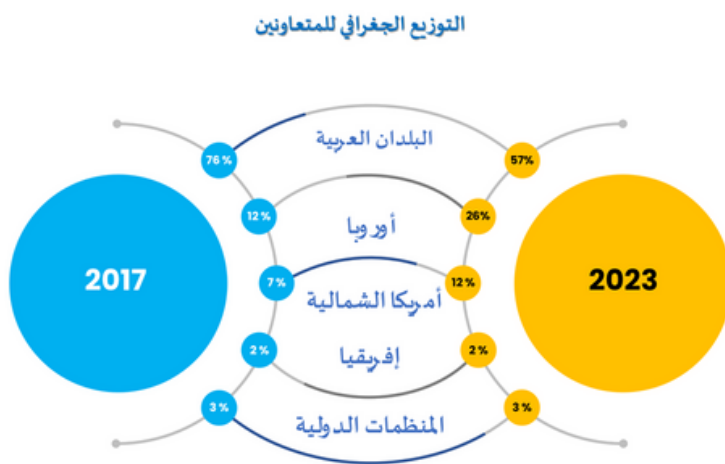 التوزيع الجغرافي للمتعاونين
البلدان العربية
76%
57%
أوروبا
12%
26%
2017
2023
أمريكا الشمالية
7%
12%
إفريقيا
2%
2%
المنظمات الدولية
3%
3%